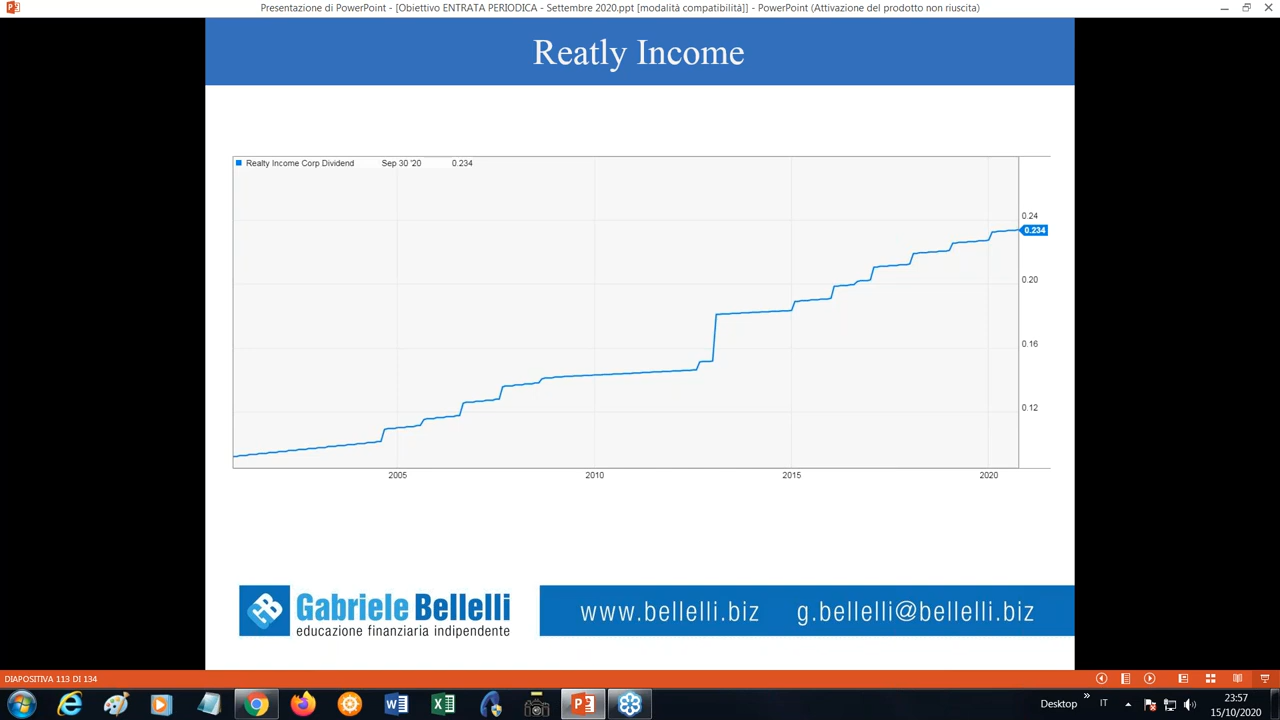 Presentazione di PowerPoint - [Obiettivo ENTRATA PERIODICA - Settembre 2020.ppt [modalità compatibilità]] - PowerPoint (Attivazione del prodotto non riuscita)
Reatly Income
Realty Income Corp Dividend Sep 30 '20 0.234
0.24
0.234
0.20
0.16
0.12
2005 2010 2015 2020
Gabriele Bellelli
educazione finanziaria indipendente
www.bellelli.biz g.bellelli@bellelli.biz
DIAPOSITIVA 113 DI 134
Desktop » IT 23:57
15/10/2020